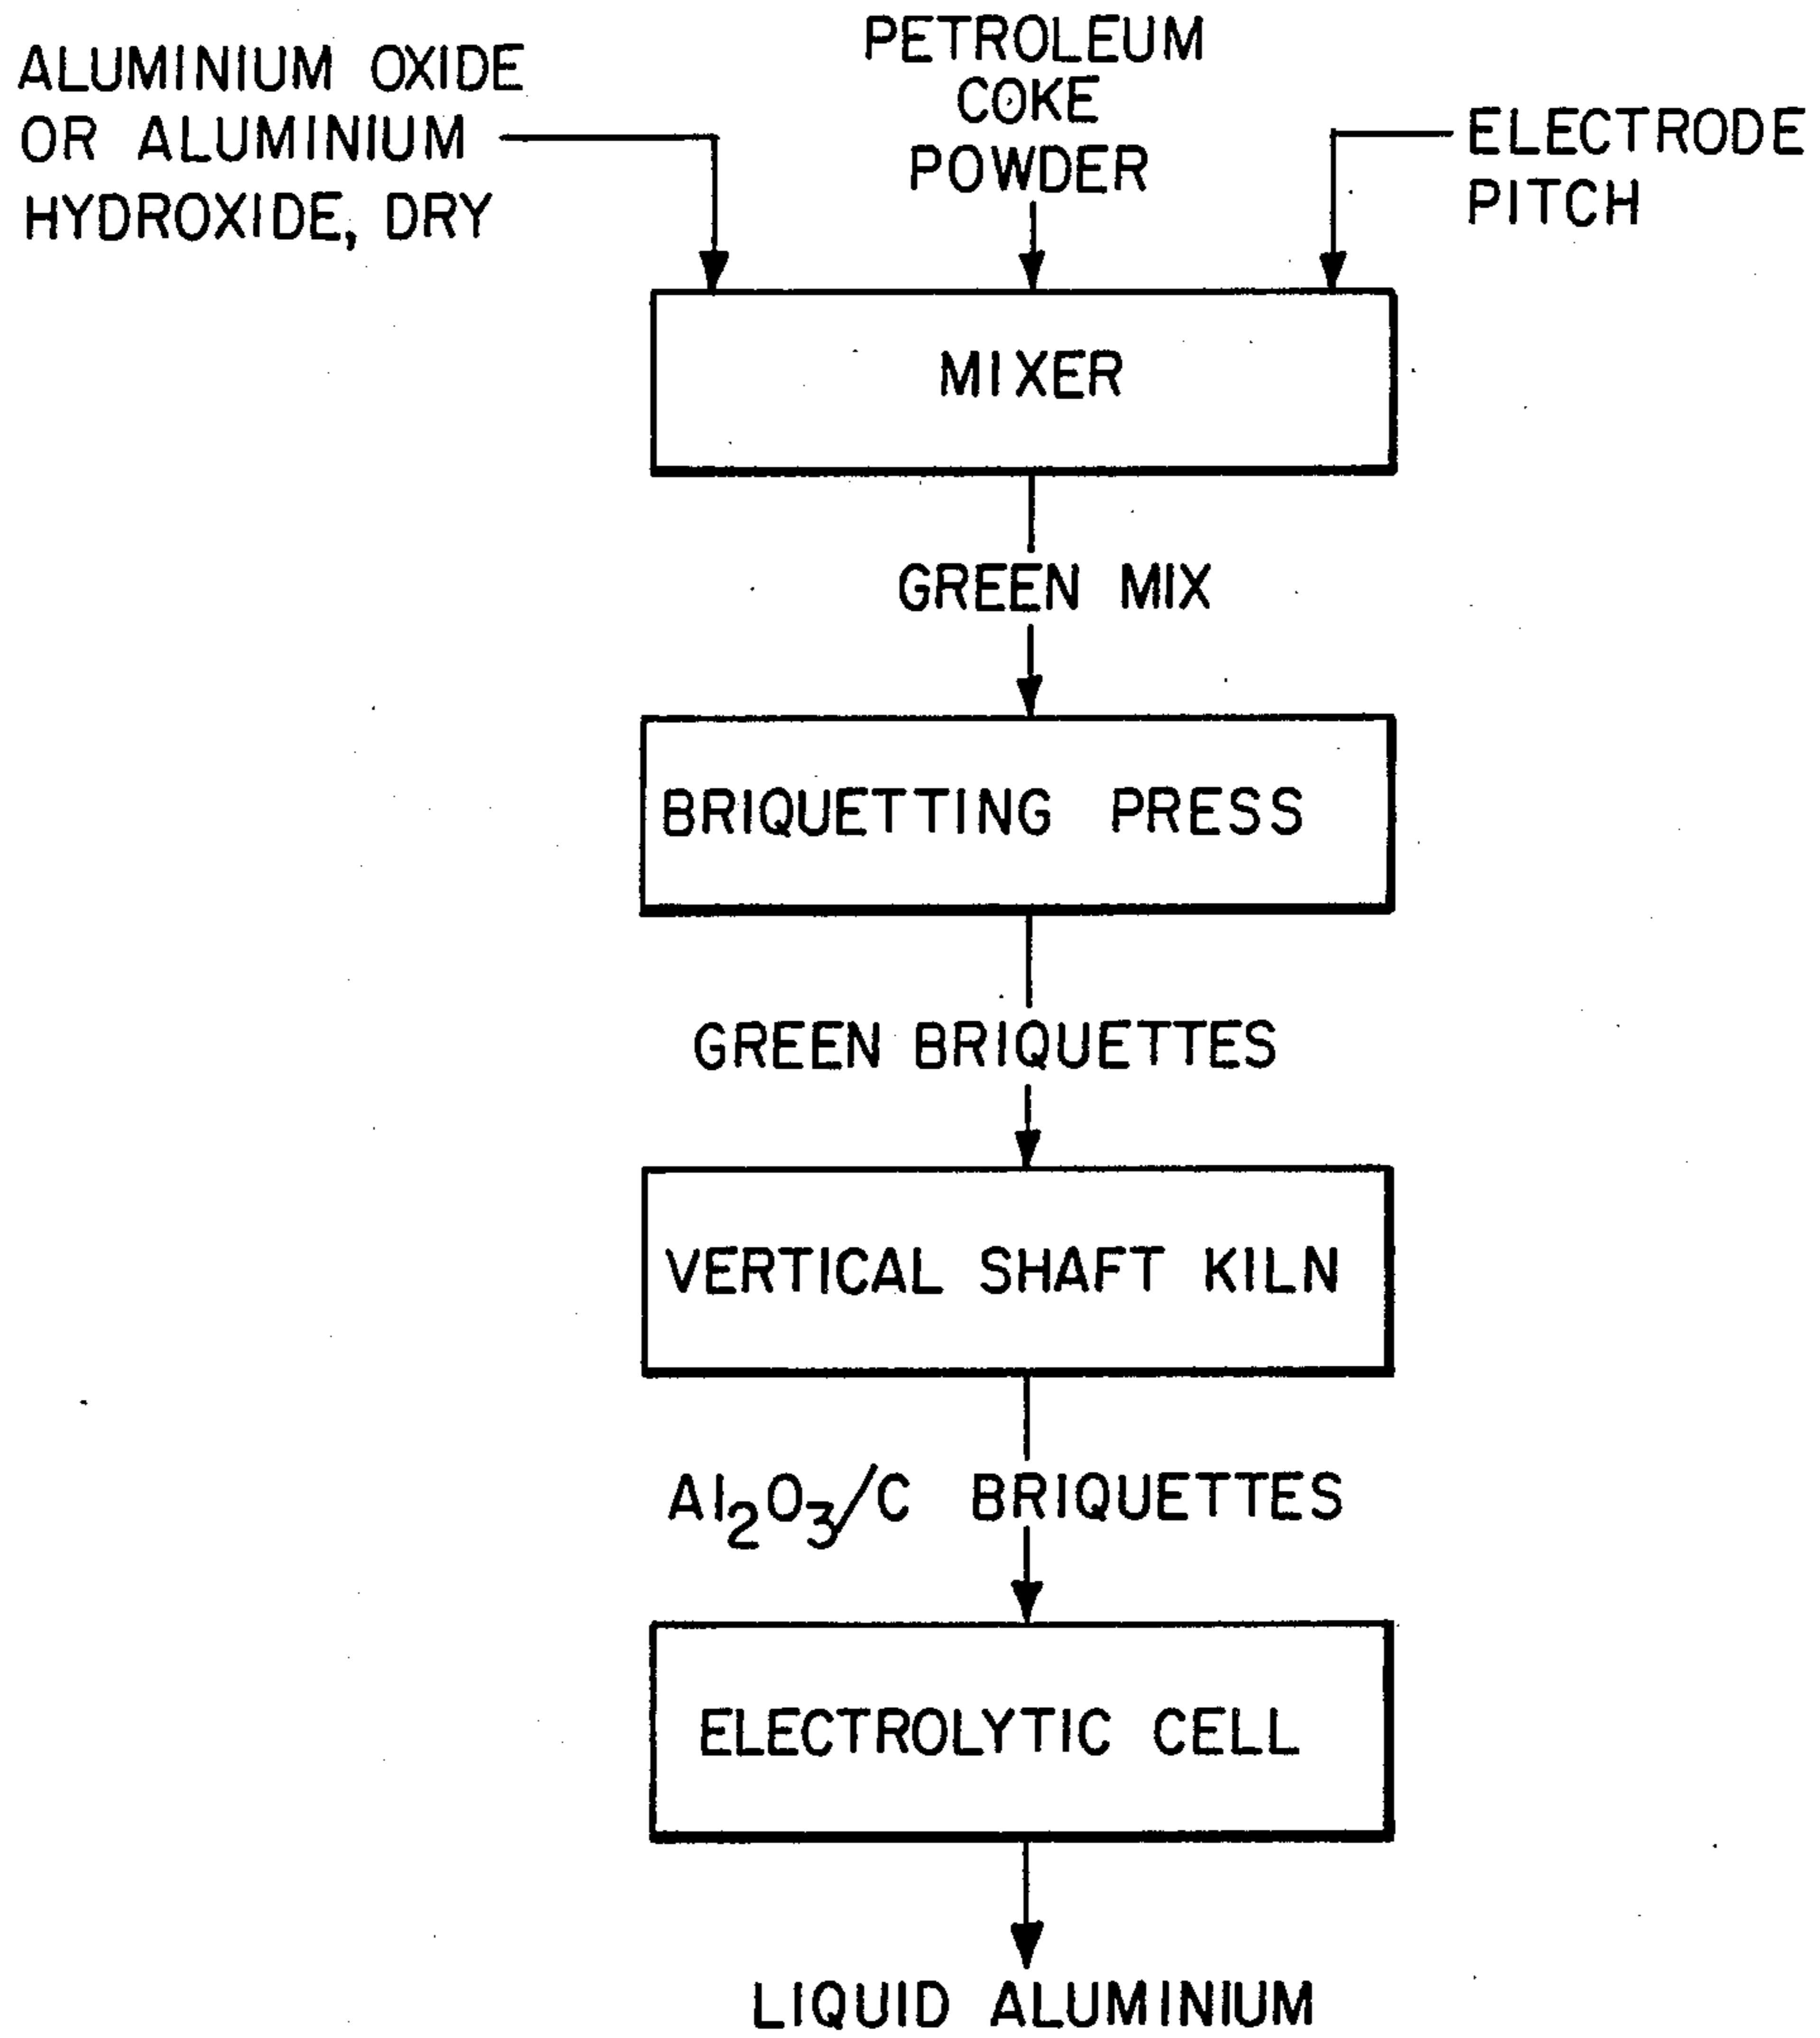 ALUMINIUM OXIDE
OR ALUMINIUM
HYDROXIDE, DRY
PETROLEUM
COKE
POWDER
ELECTRODE
PITCH
MIXER
GREEN MIX
BRIQUETTING PRESS
GREEN BRIQUETTES
VERTICAL SHAFT KILN
Al₂O₃/C BRIQUETTES
ELECTROLYTIC CELL
LIQUID ALUMINIUM